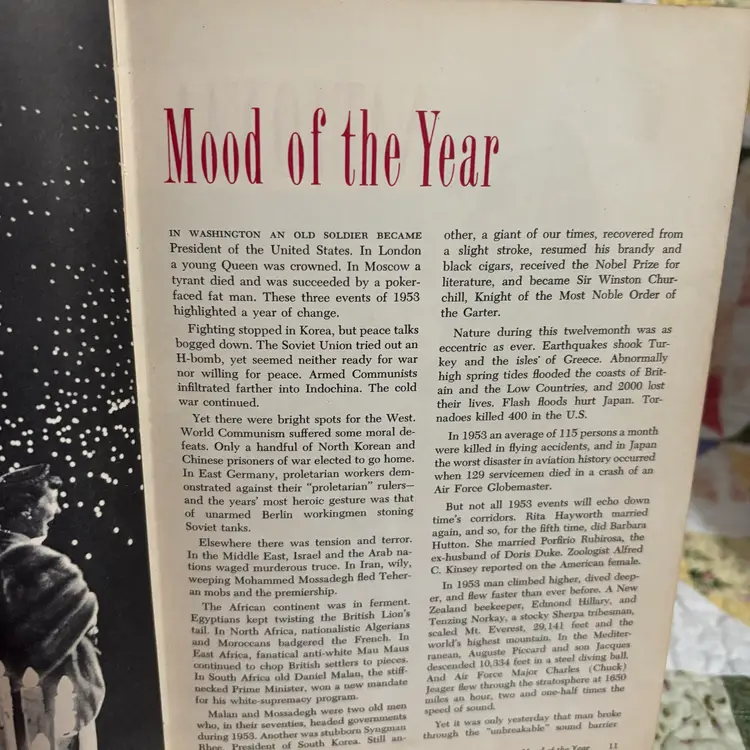 Mood of the Year
IN WASHINGTON AN OLD SOLDIER BECAME
President of the United States. In London
a young Queen was crowned. In Moscow a
tyrant died and was succeeded by a poker-
faced fat man. These three events of 1953
highlighted a year of change.
Fighting stopped in Korea, but peace talks
bogged down. The Soviet Union tried out an
H-bomb, yet seemed neither ready for war
nor willing for peace. Armed Communists
infiltrated farther into Indochina. The cold
war continued.
Yet there were bright spots for the West.
World Communism suffered some moral de-
feats. Only a handful of North Korean and
Chinese prisoners of war elected to go home.
In East Germany, proletarian workers dem-
onstrated against their "proletarian" rulers—
and the years' most heroic gesture was that
of unarmed Berlin workingmen stoning
Soviet tanks.
Elsewhere there was tension and terror.
In the Middle East, Israel and the Arab na-
tions waged murderous truce. In Iran, wily,
weeping Mohammed Mossadegh fled Teher-
an mobs and the premiership.
The African continent was in ferment.
Egyptians kept twisting the British Lion's
tail. In North Africa, nationalistic Algerians
and Moroccans badgered the French. In
East Africa, fanatical anti-white Mau Maus
continued to chop British settlers to pieces.
In South Africa old Daniel Malan, the stiff-
necked Prime Minister, won a new mandate
for his white-supremacy program.
Malan and Mossadegh were two old men
who, in their seventies, headed governments
during 1953. Another was stubborn Syngman
Rhee, President of South Korea. Still an-
other, a giant of our times, recovered from
a slight stroke, resumed his brandy and
black cigars, received the Nobel Prize for
literature, and became Sir Winston Chur-
chill, Knight of the Most Noble Order of
the Garter.
Nature during this twelvemonth was as
eccentric as ever. Earthquakes shook Tur-
key and the isles of Greece. Abnormally
high spring tides flooded the coasts of Brit-
ain and the Low Countries, and 2000 lost
their lives. Flash floods hurt Japan. Tor-
nadoes killed 400 in the U.S.
In 1953 an average of 115 persons a month
were killed in flying accidents, and in Japan
the worst disaster in aviation history occurred
when 129 servicemen died in a crash of an
Air Force Globemaster.
But not all 1953 events will echo down
time's corridors. Rita Hayworth married
again, and so, for the fifth time, did Barbara
Hutton. She married Porfirio Rubirosa, the
ex-husband of Doris Duke. Zoologist Alfred
C. Kinsey reported on the American female.
In 1953 man climbed higher, dived deep-
er, and flew faster than ever before. A New
Zealand beekeeper, Edmond Hillary, and
Tenzing Norkay, a stocky Sherpa tribesman,
scaled Mt. Everest, 29,141 feet and the
world's highest mountain. In the Mediter-
ranean, Auguste Piccard and son Jacques
descended 10,334 feet in a steel diving ball.
And Air Force Major Charles (Chuck)
Jeager flew through the stratosphere at 1650
miles an hour, two and one-half times the
speed of sound.
Yet it was only yesterday that man broke
through the "unbreakable" sound barrier
Mood of the Year 11